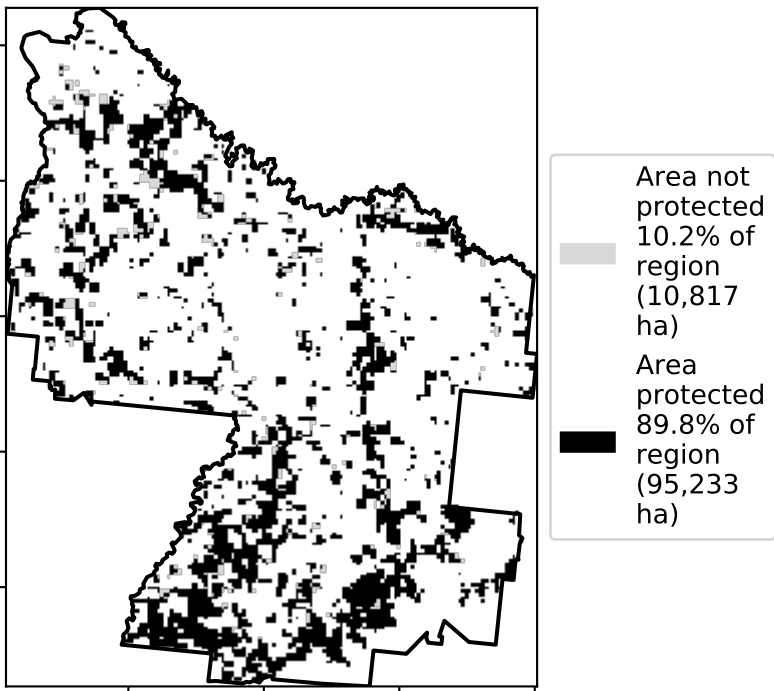 Area not
protected
10.2% of
region
(10,817
ha)
Area
protected
89.8% of
region
(95,233
ha)